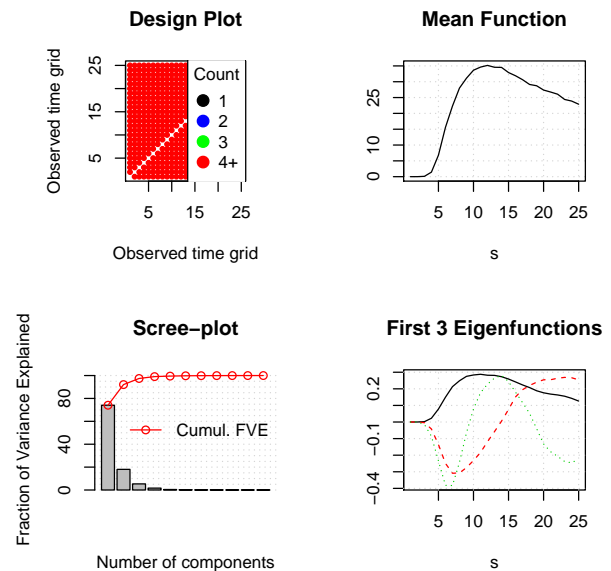 Design Plot
Observed time grid
25
15
5
Count
1
2
3
4+
5 15 25
Observed time grid
Mean Function
25
10
0
5 10 15 20 25
s
Scree-plot
Fraction of Variance Explained
80
40
0
Cumul. FVE
Number of components
First 3 Eigenfunctions
0.2
-0.1
-0.4
5 10 15 20 25
s